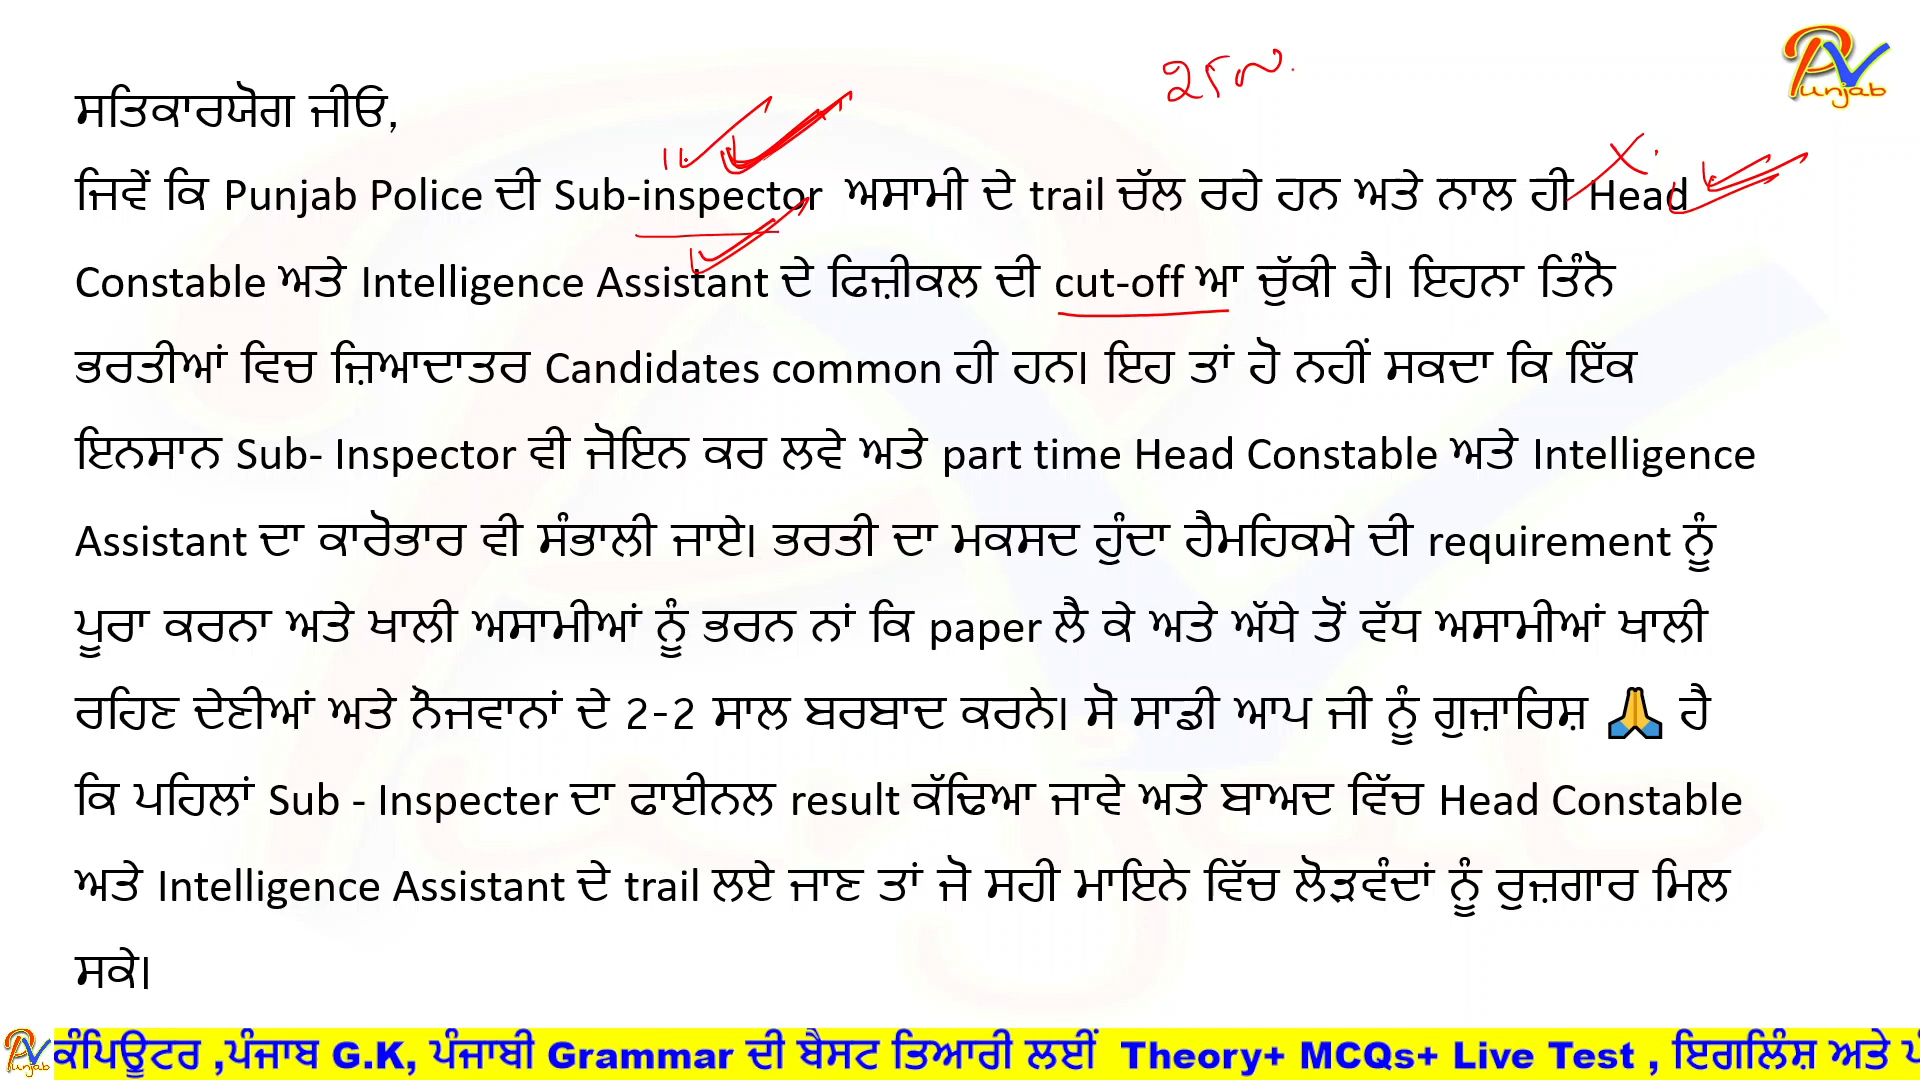 PV
unjab
ਸਤਿਕਾਰਯੋਗ ਜੀਓ,
ਜਿਵੇਂ ਕਿ Punjab Police ਦੀ Sub-inspector ਅਸਾਮੀ ਦੇ trail ਚੱਲ ਰਹੇ ਹਨ ਅਤੇ ਨਾਲ ਹੀ Head
Constable ਅਤੇ Intelligence Assistant ਦੇ ਫਿਜ਼ੀਕਲ ਦੀ cut-off ਆ ਚੁੱਕੀ ਹੈ। ਇਹਨਾ ਤਿੰਨੋ
ਭਰਤੀਆਂ ਵਿਚ ਜ਼ਿਆਦਾਤਰ Candidates common ਹੀ ਹਨ। ਇਹ ਤਾਂ ਹੋ ਨਹੀਂ ਸਕਦਾ ਕਿ ਇੱਕ
ਇਨਸਾਨ Sub- Inspector ਵੀ ਜੋਇਨ ਕਰ ਲਵੇ ਅਤੇ part time Head Constable ਅਤੇ Intelligence
Assistant ਦਾ ਕਾਰੋਭਾਰ ਵੀ ਸੰਭਾਲੀ ਜਾਏ। ਭਰਤੀ ਦਾ ਮਕਸਦ ਹੁੰਦਾ ਹੈਮਹਿਕਮੇ ਦੀ requirement ਨੂੰ
ਪੂਰਾ ਕਰਨਾ ਅਤੇ ਖਾਲੀ ਅਸਾਮੀਆਂ ਨੂੰ ਭਰਨ ਨਾਂ ਕਿ paper ਲੈ ਕੇ ਅਤੇ ਅੱਧੇ ਤੋਂ ਵੱਧ ਅਸਾਮੀਆਂ ਖਾਲੀ
ਰਹਿਣ ਦੇਣੀਆਂ ਅਤੇ ਨੌਜਵਾਨਾਂ ਦੇ 2-2 ਸਾਲ ਬਰਬਾਦ ਕਰਨੇ। ਸੋ ਸਾਡੀ ਆਪ ਜੀ ਨੂੰ ਗੁਜ਼ਾਰਿਸ਼ 🙏 ਹੈ
ਕਿ ਪਹਿਲਾਂ Sub - Inspecter ਦਾ ਫਾਈਨਲ result ਕੱਢਿਆ ਜਾਵੇ ਅਤੇ ਬਾਅਦ ਵਿੱਚ Head Constable
ਅਤੇ Intelligence Assistant ਦੇ trail ਲਏ ਜਾਣ ਤਾਂ ਜੋ ਸਹੀ ਮਾਇਨੇ ਵਿੱਚ ਲੋੜਵੰਦਾਂ ਨੂੰ ਰੁਜ਼ਗਾਰ ਮਿਲ
ਸਕੇ।
ਕੰਪਿਊਟਰ ,ਪੰਜਾਬ G.K, ਪੰਜਾਬੀ Grammar ਦੀ ਬੈਸਟ ਤਿਆਰੀ ਲਈਂ Theory+ MCQs+ Live Test , ਇਗਲਿੰਸ਼ ਅਤੇ